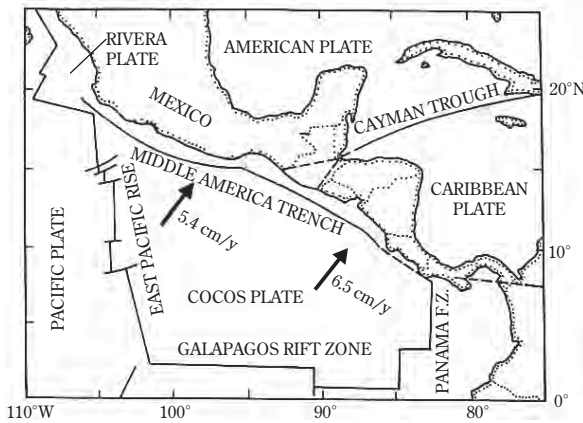 RIVERA
PLATE
AMERICAN PLATE
MEXICO
CAYMAN TROUGH
20°N
MIDDLE AMERICA TRENCH
CARIBBEAN
PLATE
PACIFIC PLATE
EAST PACIFIC RISE
5.4 cm/y
6.5 cm/y
10°
COCOS PLATE
GALAPAGOS RIFT ZONE
PANAMA F.Z.
0°
110°W
100°
90°
80°